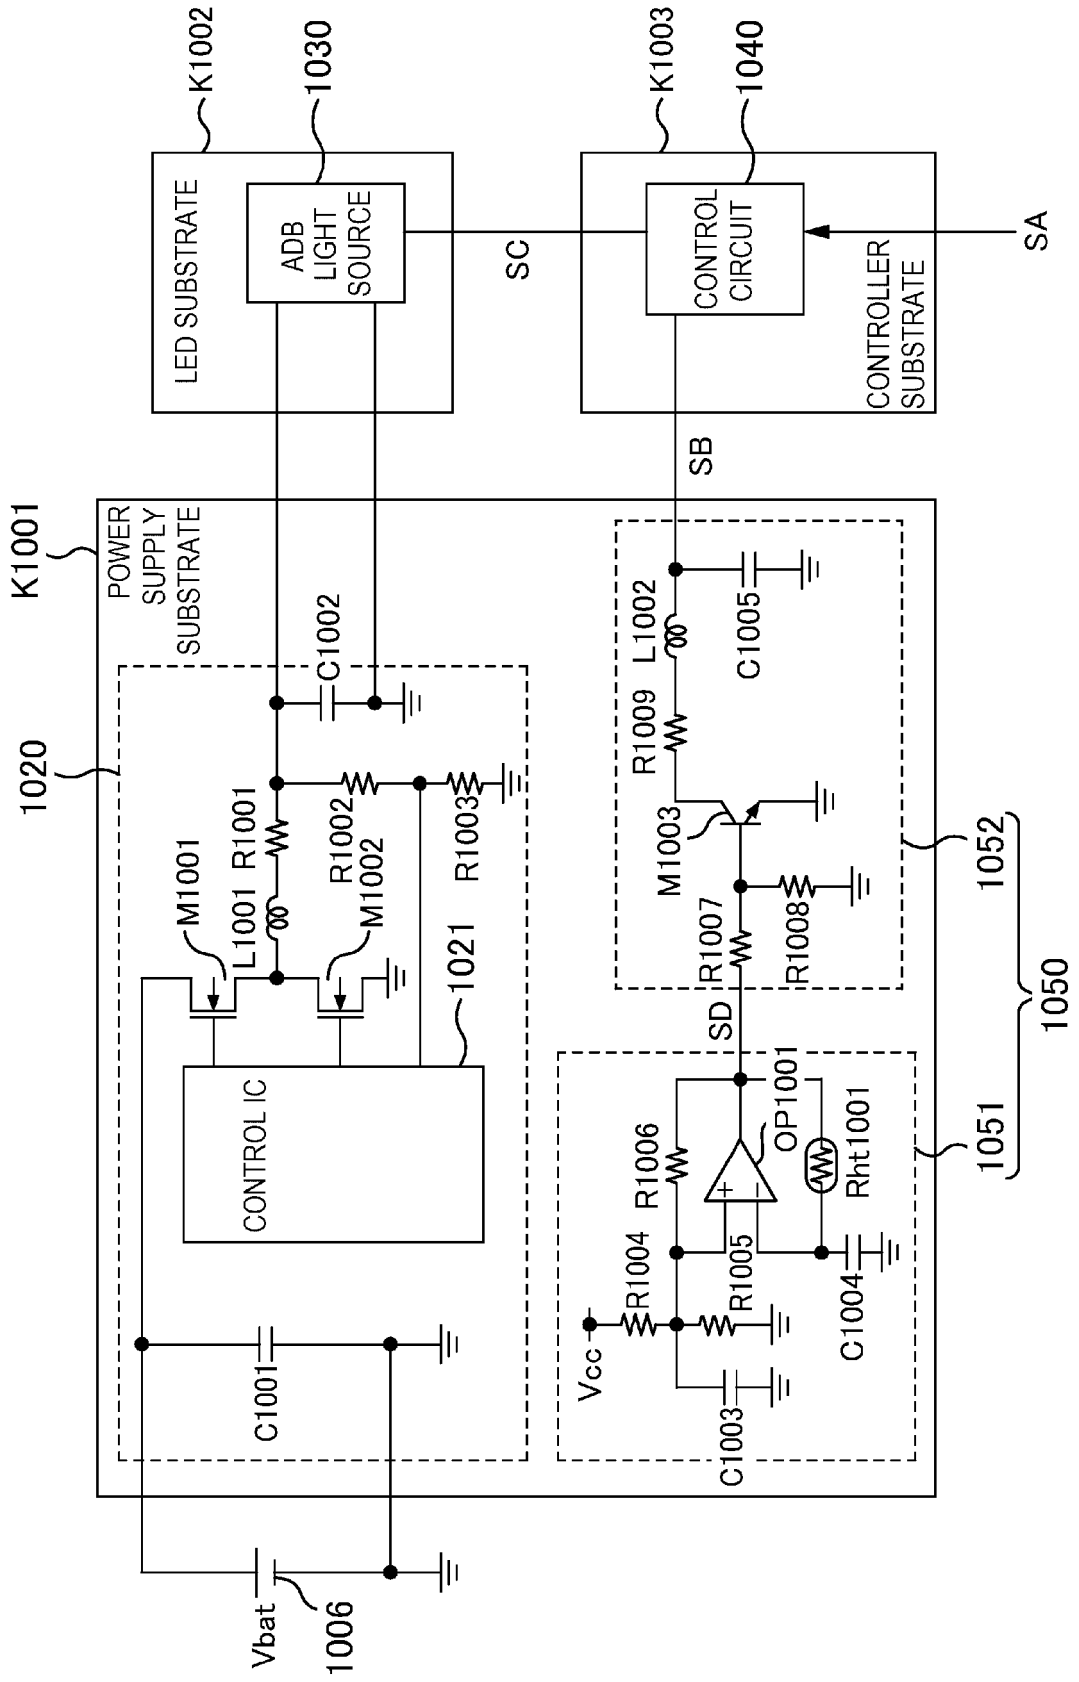 K1001
POWER
SUPPLY
SUBSTRATE
1020
Vbat
1006
C1001
CONTROL IC
1021
M1001
M1002
L1001
R1001
R1002
R1003
C1002
K1002
LED SUBSTRATE
ADB
LIGHT
SOURCE
1030
SC
K1003
CONTROL
CIRCUIT
1040
CONTROLLER
SUBSTRATE
SA
SB
Vcc
R1004
R1005
C1003
R1006
OP1001
Rht1001
C1004
SD
R1007
R1008
M1003
R1009
L1002
C1005
1051
1052
1050